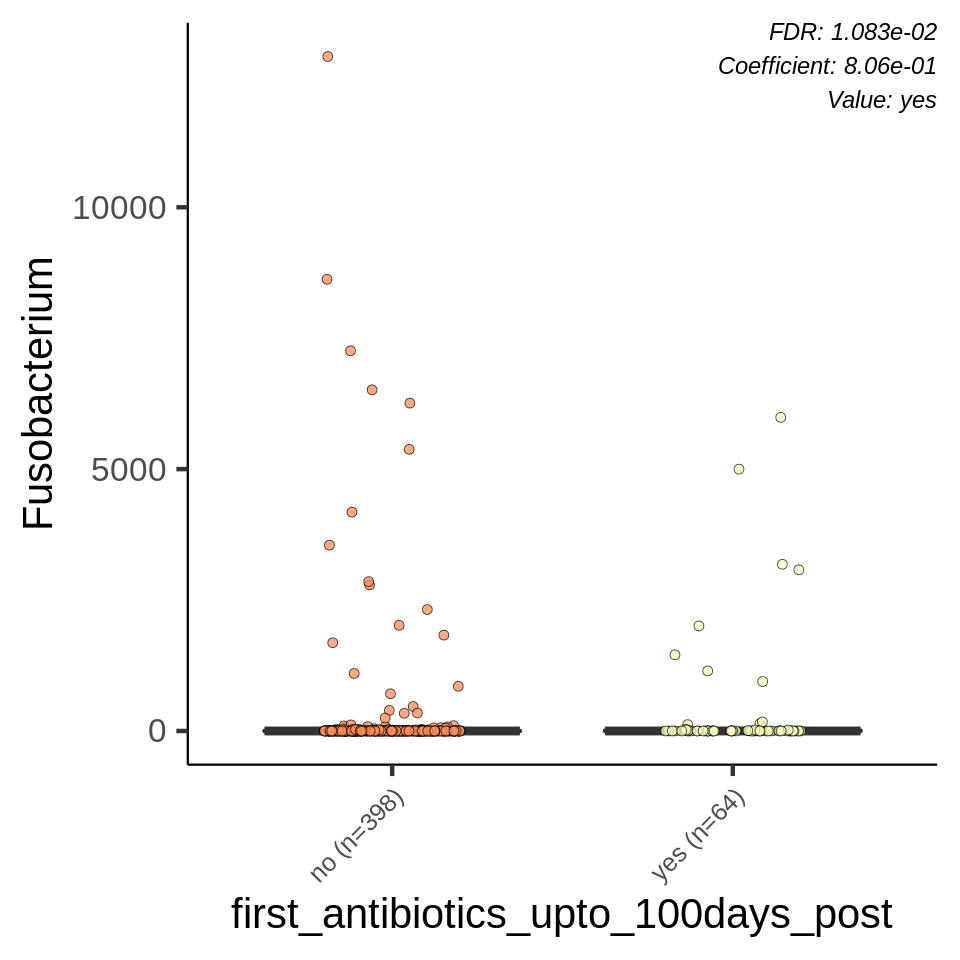 FDR: 1.083e-02
Coefficient: 8.06e-01
Value: yes
Fusobacterium
10000
5000
0
no (n=398)
yes (n=64)
first_antibiotics_upto_100days_post